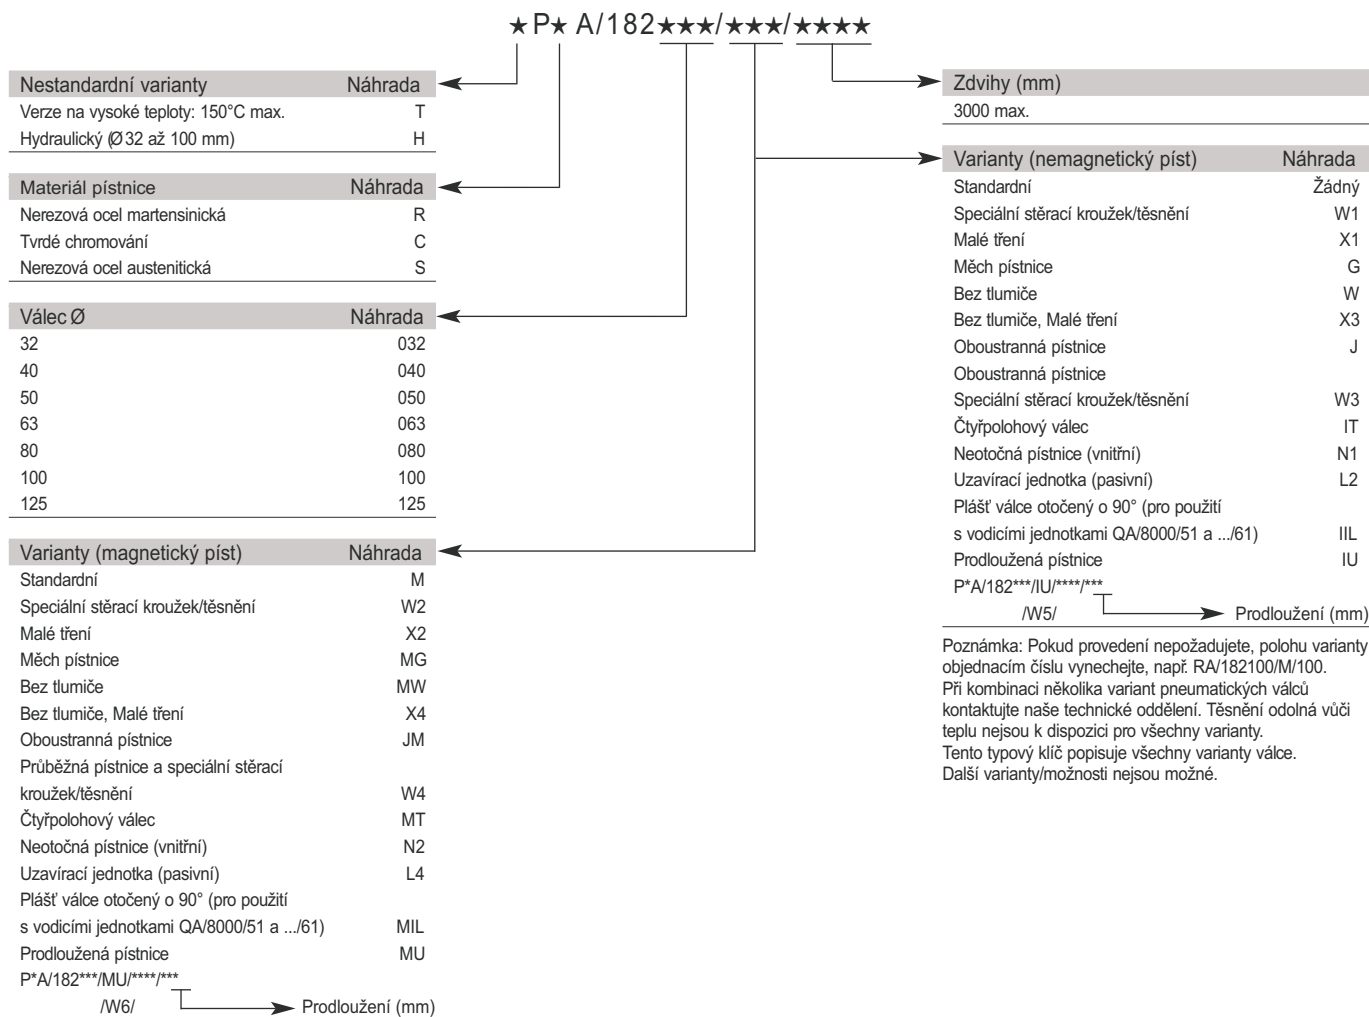 ★P★ A/182★★★/★★★/★★★★
Nestandardní varianty Náhrada
Verze na vysoké teploty: 150°C max. T
Hydraulický (Ø 32 až 100 mm) H
Materiál pístnice Náhrada
Nerezová ocel martensinická R
Tvrdé chromování C
Nerezová ocel austenitická S
Válec Ø Náhrada
32 032
40 040
50 050
63 063
80 080
100 100
125 125
Varianty (magnetický píst) Náhrada
Standardní M
Speciální stěrací kroužek/těsnění W2
Malé tření X2
Měch pístnice MG
Bez tlumiče MW
Bez tlumiče, Malé tření X4
Oboustranná pístnice JM
Průběžná pístnice a speciální stěrací
kroužek/těsnění W4
Čtyřpolohový válec MT
Neotočná pístnice (vnitřní) N2
Uzavírací jednotka (pasivní) L4
Plášť válce otočený o 90° (pro použití
s vodicími jednotkami QA/8000/51 a .../61) MIL
Prodloužená pístnice MU
P*A/182***/MU/****/***
/W6/ Prodloužení (mm)
Zdvihy (mm)
3000 max.
Varianty (nemagnetický píst) Náhrada
Standardní Žádný
Speciální stěrací kroužek/těsnění W1
Malé tření X1
Měch pístnice G
Bez tlumiče W
Bez tlumiče, Malé tření X3
Oboustranná pístnice J
Oboustranná pístnice
Speciální stěrací kroužek/těsnění W3
Čtyřpolohový válec IT
Neotočná pístnice (vnitřní) N1
Uzavírací jednotka (pasivní) L2
Plášť válce otočený o 90° (pro použití
s vodicími jednotkami QA/8000/51 a .../61) IIL
Prodloužená pístnice IU
P*A/182***/IU/****/***
/W5/ Prodloužení (mm)
Poznámka: Pokud provedení nepožadujete, polohu varianty
objednacím číslu vynechejte, např. RA/182100/M/100.
Při kombinaci několika variant pneumatických válců
kontaktujte naše technické oddělení. Těsnění odolná vůči
teplu nejsou k dispozici pro všechny varianty.
Tento typový klíč popisuje všechny varianty válce.
Další varianty/možnosti nejsou možné.